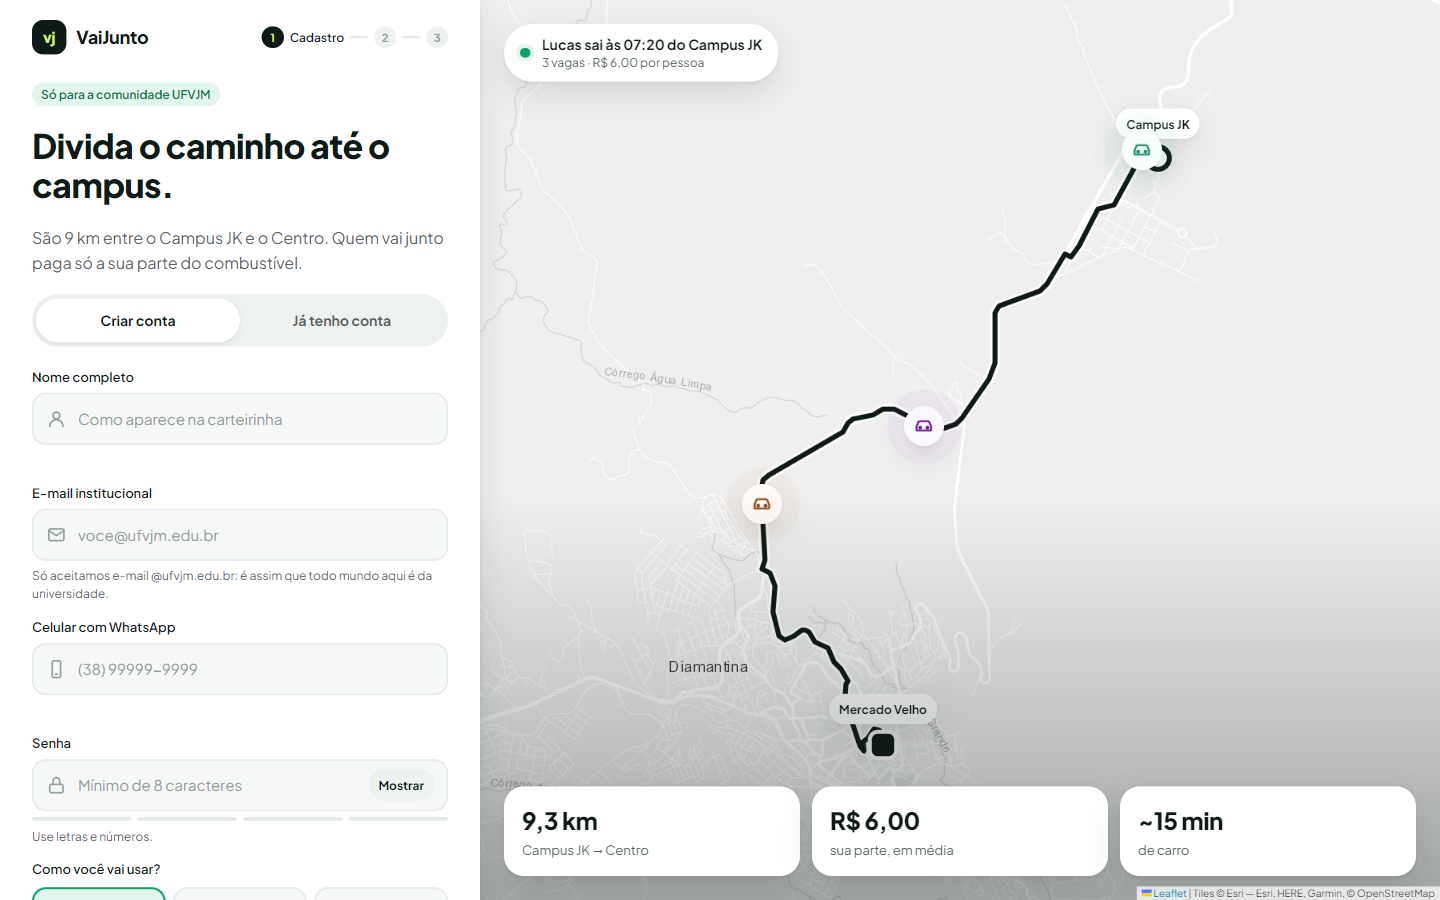 vj VaiJunto
1 Cadastro 2 3
Só para a comunidade UFVJM
Divida o caminho até o
campus.
São 9 km entre o Campus JK e o Centro. Quem vai junto
paga só a sua parte do combustível.
Criar conta Já tenho conta
Nome completo
Como aparece na carteirinha
E-mail institucional
voce@ufvjm.edu.br
Só aceitamos e-mail @ufvjm.edu.br: é assim que todo mundo aqui é da
universidade.
Celular com WhatsApp
(38) 99999-9999
Senha
Mínimo de 8 caracteres Mostrar
Use letras e números.
Como você vai usar?
Lucas sai às 07:20 do Campus JK
3 vagas · R$ 6,00 por pessoa
Campus JK
Córrego Água Limpa
Diamantina
Mercado Velho
Grande
Córrego
9,3 km
Campus JK → Centro
R$ 6,00
sua parte, em média
~15 min
de carro
Leaflet | Tiles © Esri — Esri, HERE, Garmin, © OpenStreetMap